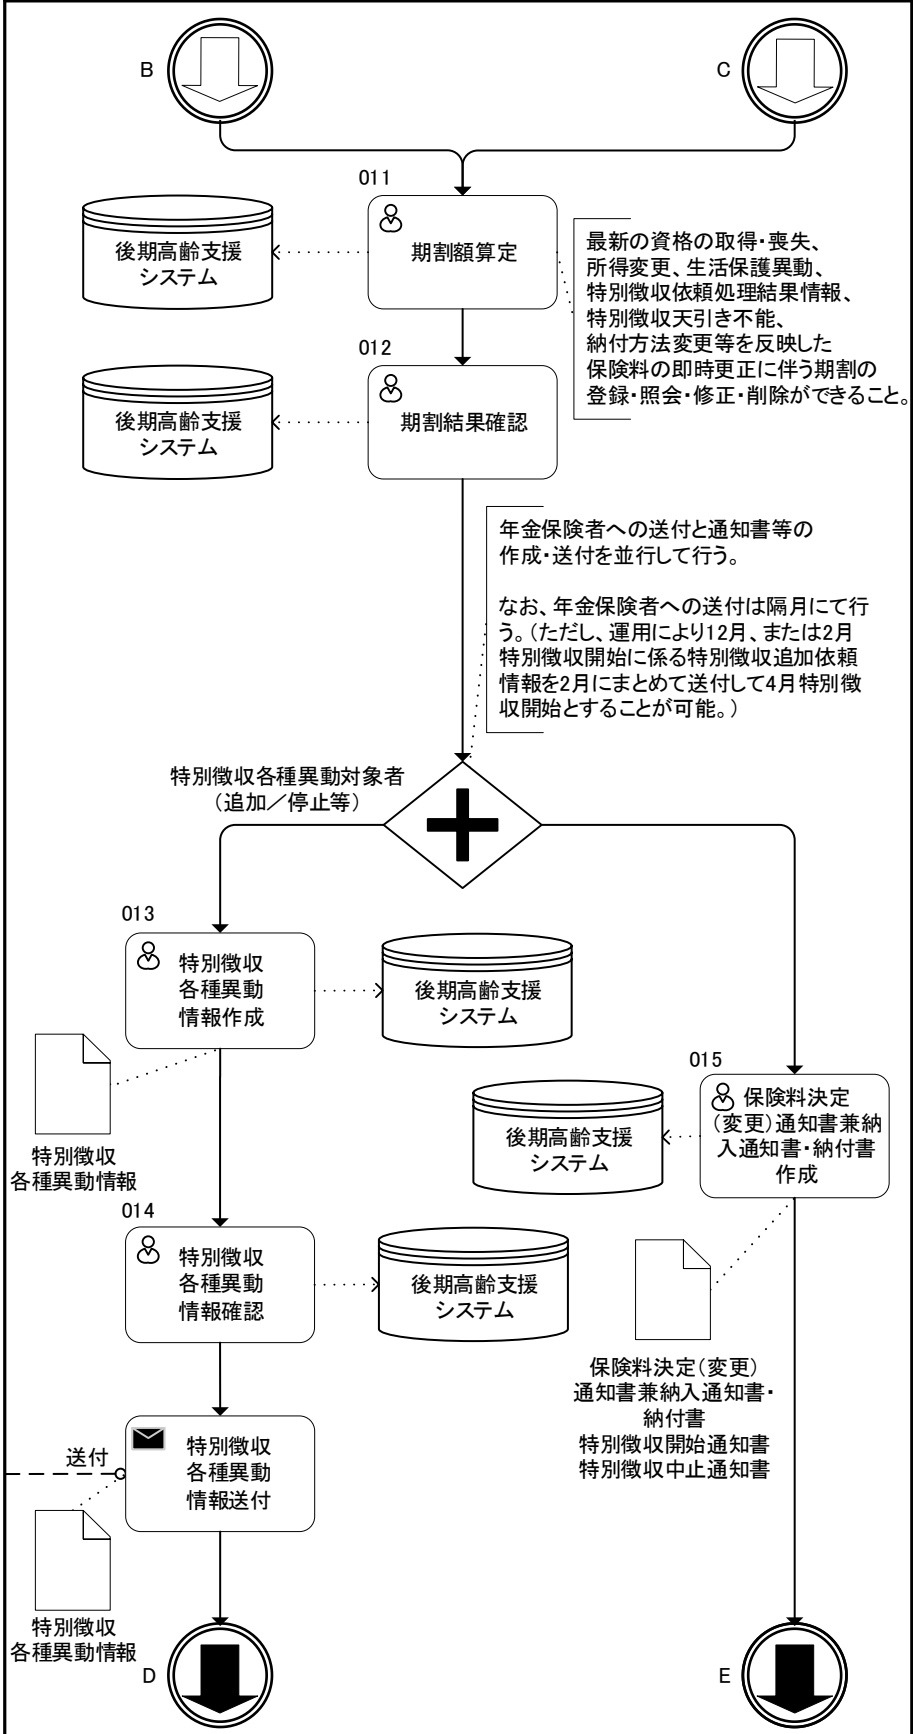 B
C
011
期割額算定
後期高齢支援
システム
最新の資格の取得・喪失、
所得変更、生活保護異動、
特別徴収依頼処理結果情報、
特別徴収天引き不能、
納付方法変更等を反映した
保険料の即時更正に伴う期割の
登録・照会・修正・削除ができること。
012
期割結果確認
後期高齢支援
システム
年金保険者への送付と通知書等の
作成・送付を並行して行う。
なお、年金保険者への送付は隔月にて行
う。（ただし、運用により12月、または2月
特別徴収開始に係る特別徴収追加依頼
情報を2月にまとめて送付して4月特別徴
収開始とすることが可能。）
特別徴収各種異動対象者
（追加／停止等）
013
特別徴収
各種異動
情報作成
後期高齢支援
システム
特別徴収
各種異動情報
015
保険料決定
（変更）通知書兼納
入通知書・納付書
作成
後期高齢支援
システム
014
特別徴収
各種異動
情報確認
後期高齢支援
システム
保険料決定（変更）
通知書兼納入通知書・
納付書
特別徴収開始通知書
特別徴収中止通知書
送付
特別徴収
各種異動
情報送付
特別徴収
各種異動情報
D
E